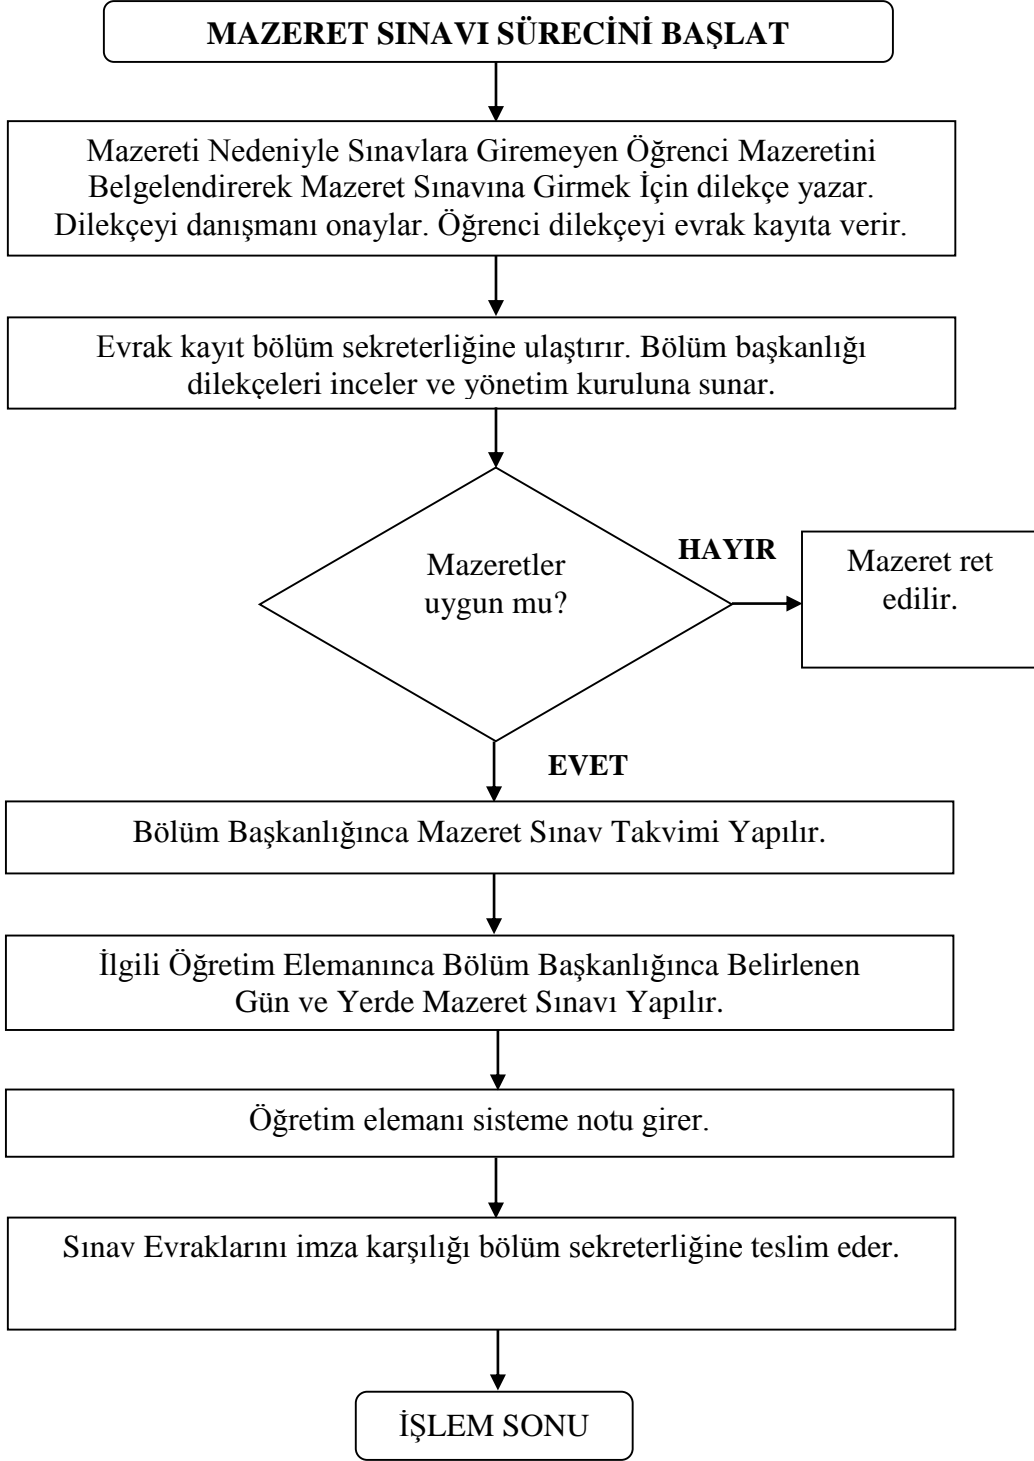 MAZERET SINAVI SÜRECİNİ BAŞLAT
Mazereti Nedeniyle Sınavlara Giremeyen Öğrenci Mazeretini
Belgelendirerek Mazeret Sınavına Girmek İçin dilekçe yazar.
Dilekçeyi danışmanı onaylar. Öğrenci dilekçeyi evrak kayıta verir.
Evrak kayıt bölüm sekreterliğine ulaştırır. Bölüm başkanlığı
dilekçeleri inceler ve yönetim kuruluna sunar.
Mazeretler
uygun mu?
HAYIR
Mazeret ret
edilir.
EVET
Bölüm Başkanlığınca Mazeret Sınav Takvimi Yapılır.
İlgili Öğretim Elemanınca Bölüm Başkanlığınca Belirlenen
Gün ve Yerde Mazeret Sınavı Yapılır.
Öğretim elemanı sisteme notu girer.
Sınav Evraklarını imza karşılığı bölüm sekreterliğine teslim eder.
İŞLEM SONU